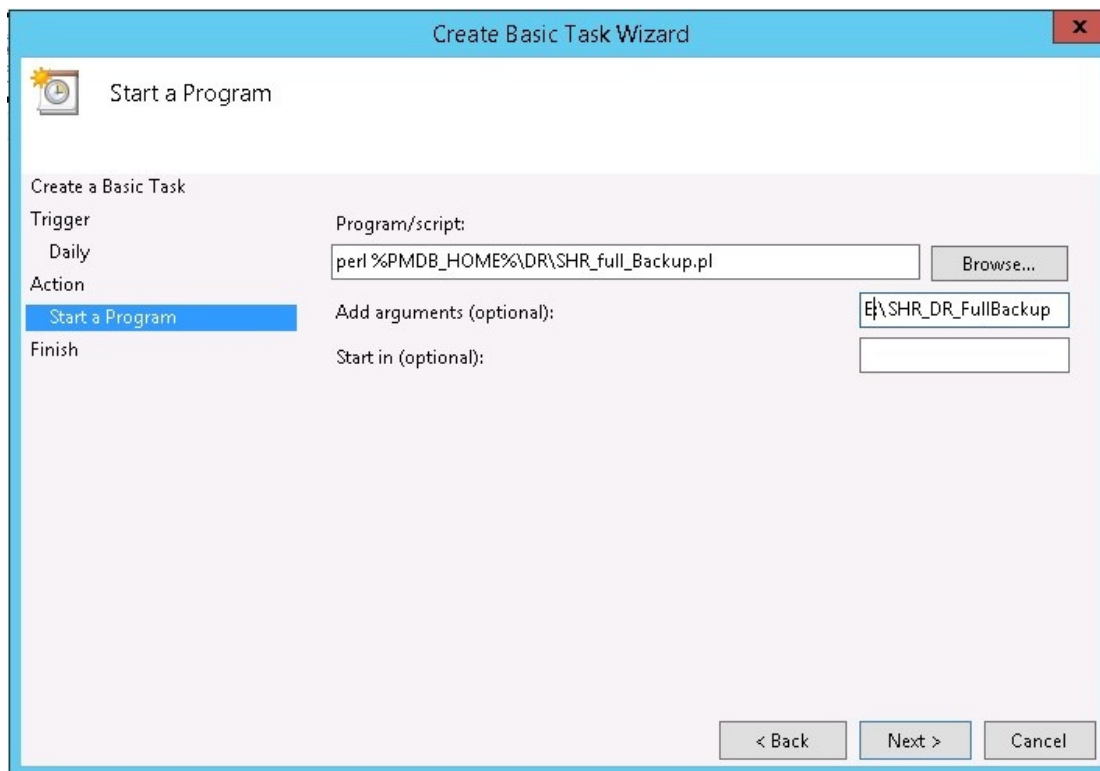 Create Basic Task Wizard
x
Start a Program
Create a Basic Task
Trigger
Daily
Action
Start a Program
Finish
Program/script:
perl %PMDB_HOME%\DR\SHR_full_Backup.pl
Browse...
Add arguments (optional):
E:\SHR_DR_FullBackup
Start in (optional):
< Back
Next >
Cancel